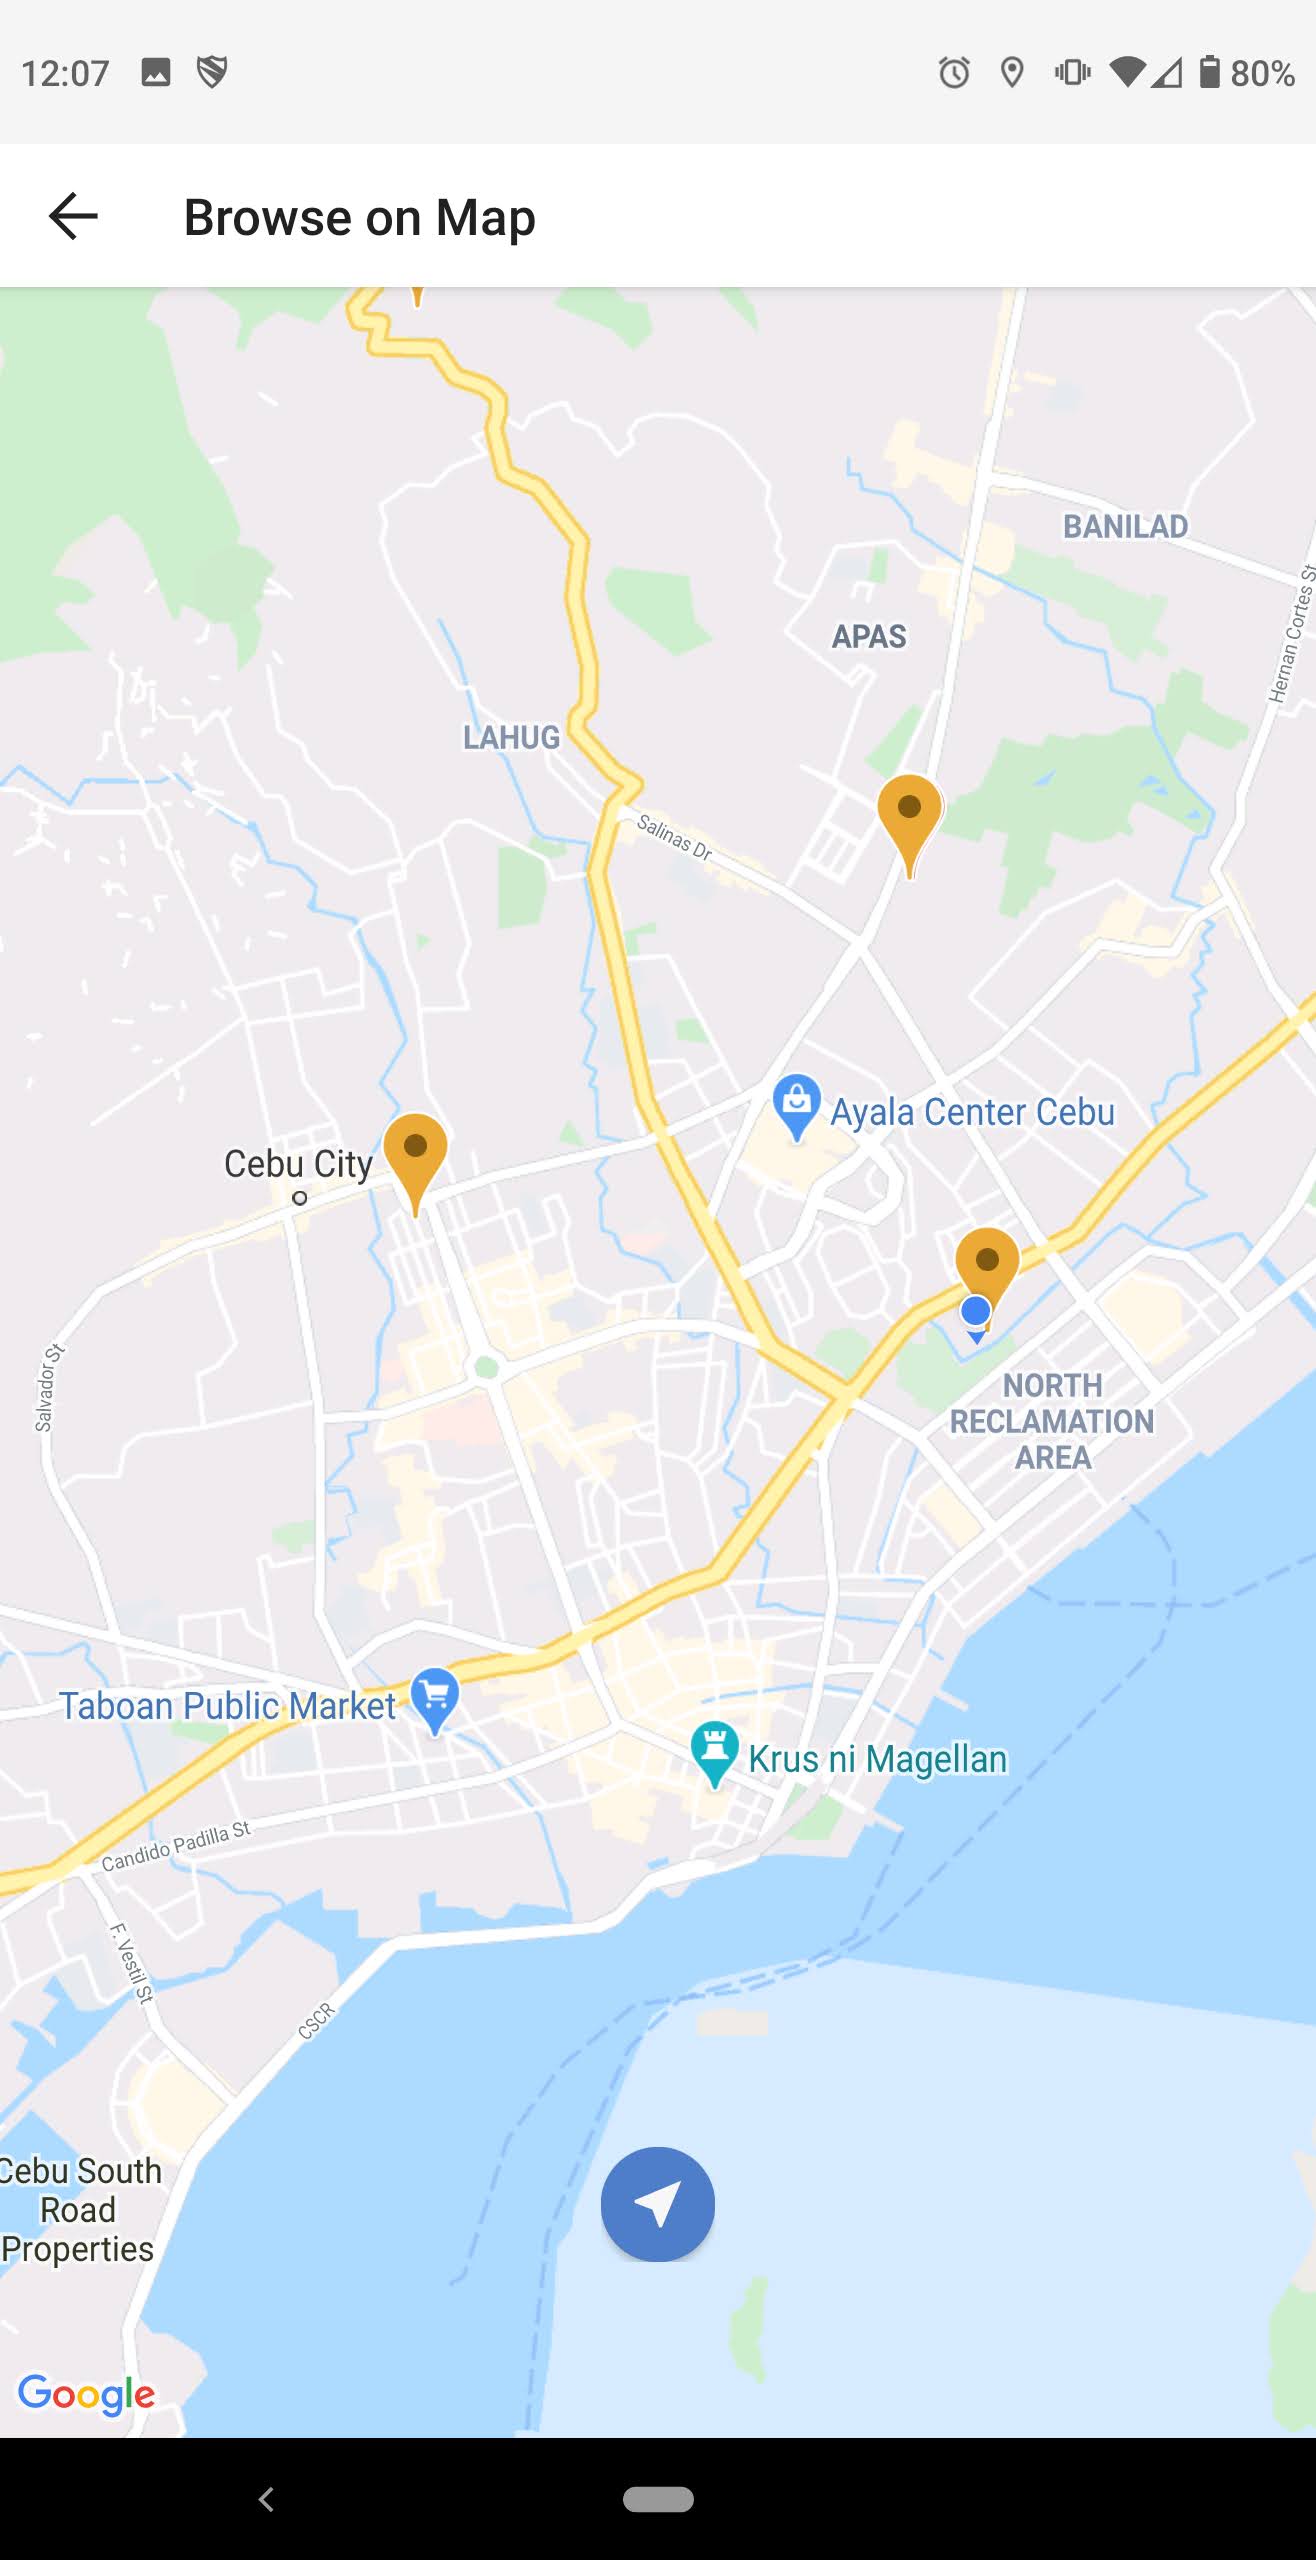 12:07
80%
Browse on Map
BANILAD
Hernan Cortes St
APAS
LAHUG
Salinas Dr
Ayala Center Cebu
Cebu City
Salvador St
NORTH
RECLAMATION
AREA
Taboan Public Market
Krus ni Magellan
Candido Padilla St
F. Vestil St
CSCR
Cebu South
Road
Properties
Google